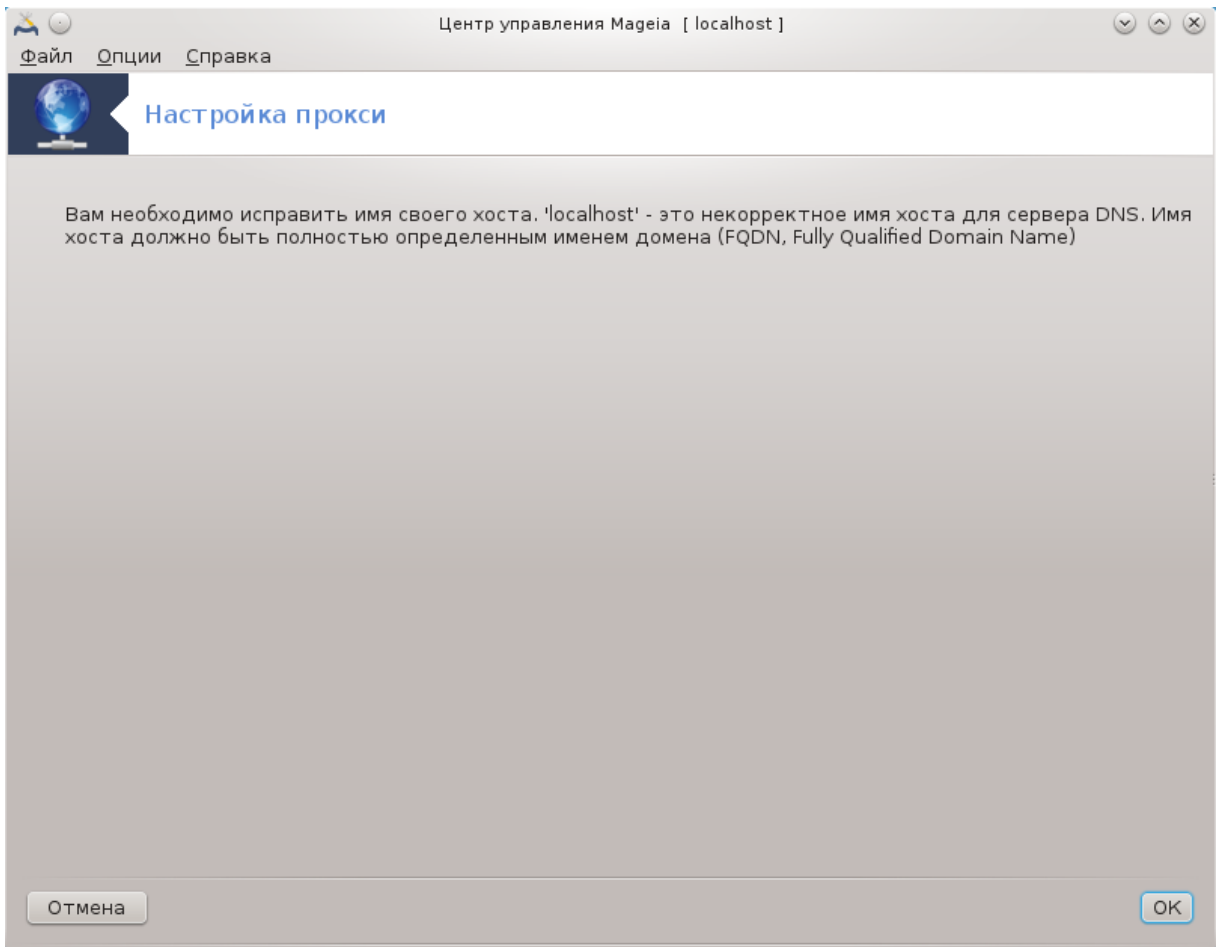 Центр управления Mageia [ localhost ]
Файл Опции Справка
Настройка прокси
Вам необходимо исправить имя своего хоста. 'localhost' - это некорректное имя хоста для сервера DNS. Имя
хоста должно быть полностью определенным именем домена (FQDN, Fully Qualified Domain Name)
Отмена
OK